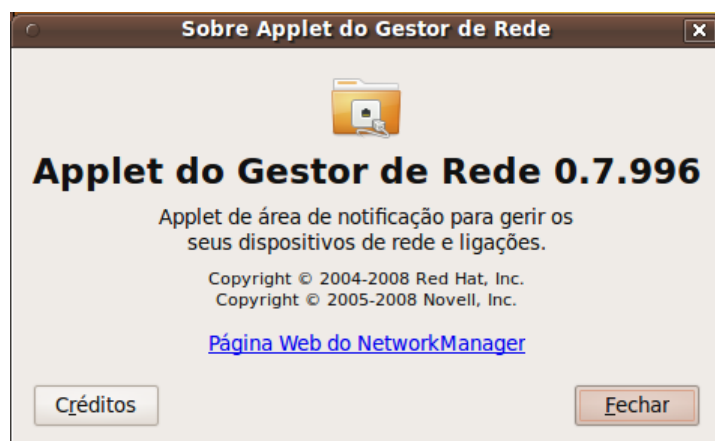 Sobre Applet do Gestor de Rede
Applet do Gestor de Rede 0.7.996
Applet de área de notificação para gerir os
seus dispositivos de rede e ligações.
Copyright © 2004-2008 Red Hat, Inc.
Copyright © 2005-2008 Novell, Inc.
Página Web do NetworkManager
Créditos
Fechar